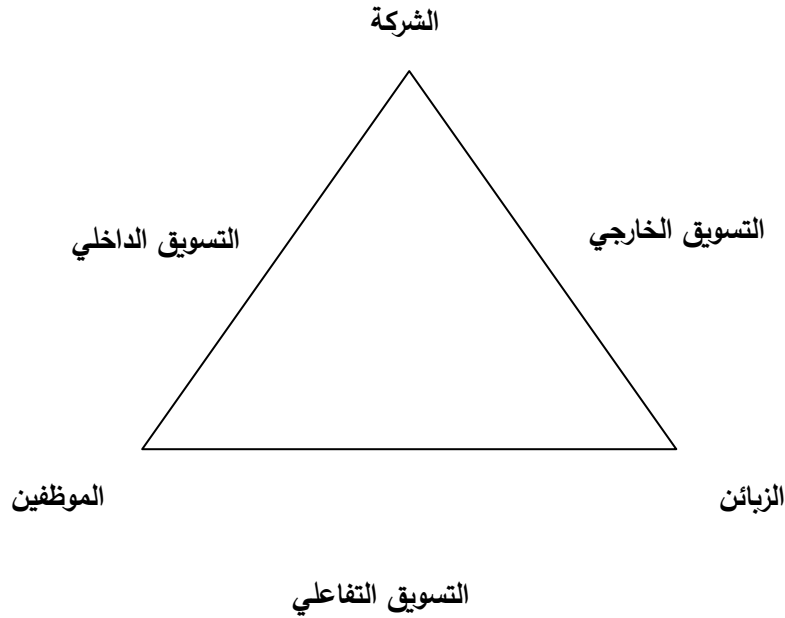 الشركة
التسويق الخارجي
التسويق الداخلي
الزبائن
الموظفين
التسويق التفاعلي